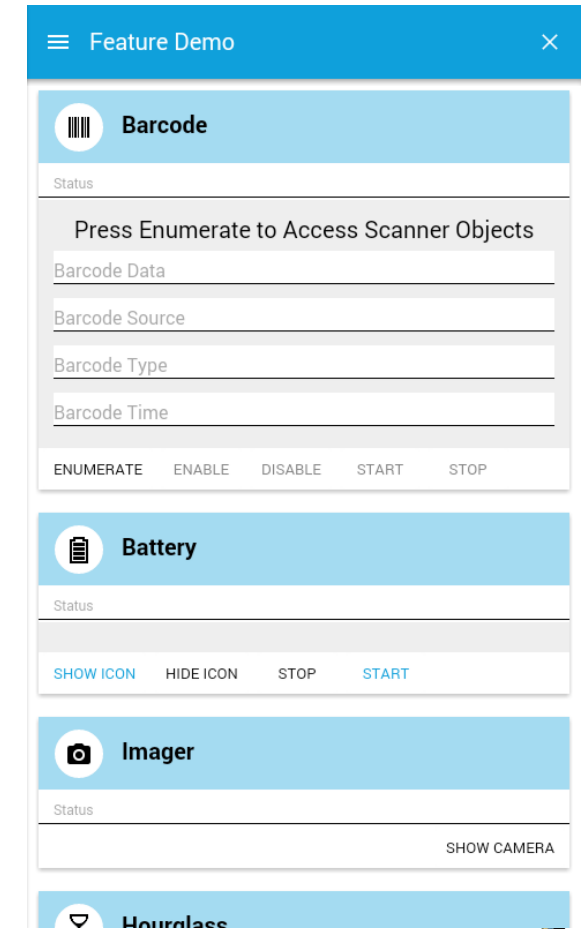 Feature Demo
Barcode
Status
Press Enumerate to Access Scanner Objects
Barcode Data
Barcode Source
Barcode Type
Barcode Time
ENUMERATE ENABLE DISABLE START STOP
Battery
Status
SHOW ICON HIDE ICON STOP START
Imager
Status
SHOW CAMERA
Hourglass